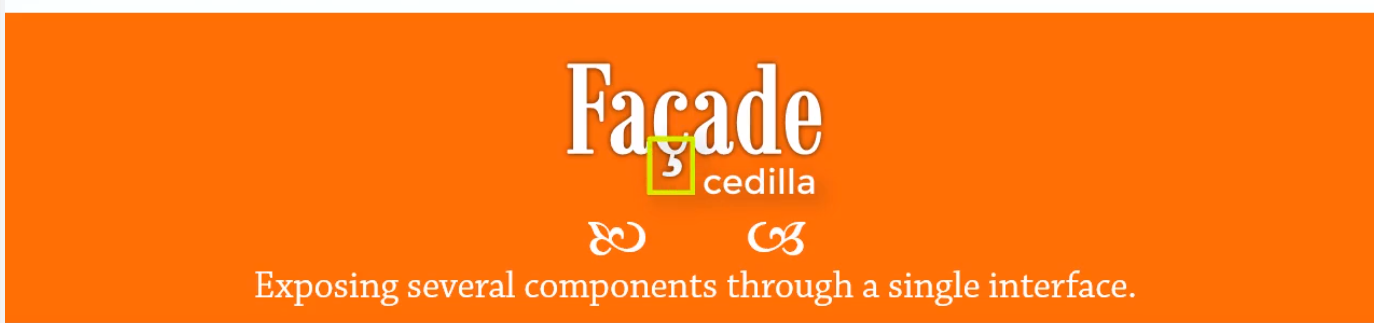 Façade
cedilla
Exposing several components through a single interface.